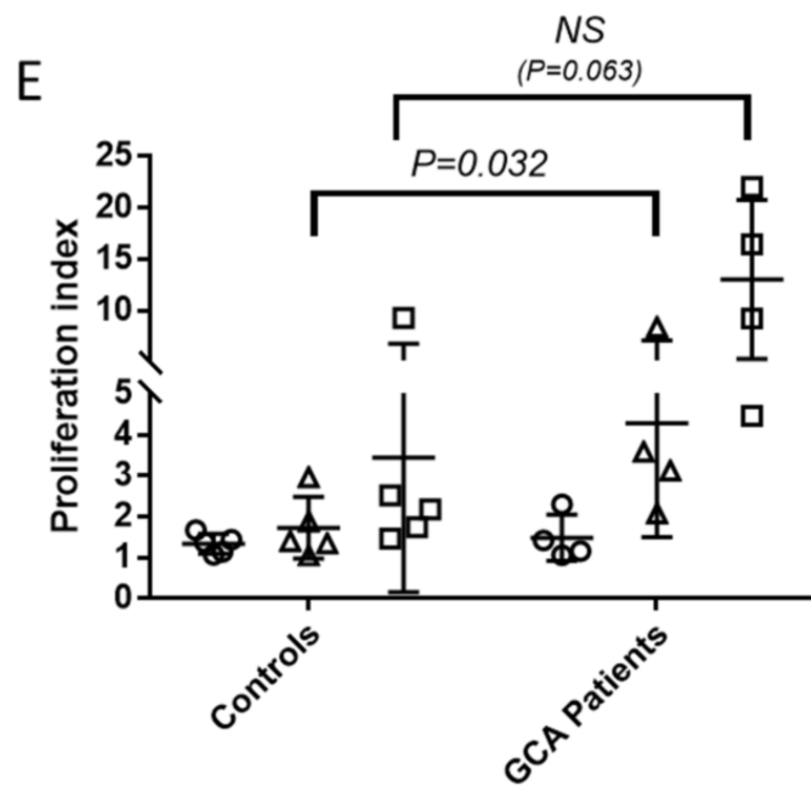 E
NS
(P=0.063)
P=0.032
Proliferation index
25
20
15
10
5
4
3
2
1
0
Controls
GCA Patients